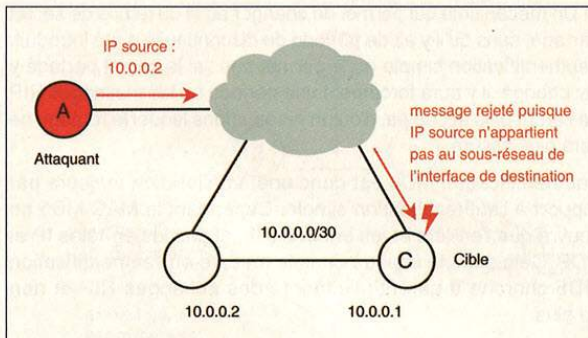 IP source :
10.0.0.2
A
Attaquant
message rejeté puisque
IP source n'appartient
pas au sous-réseau de
l'interface de destination
10.0.0.0/30
C
Cible
10.0.0.2
10.0.0.1